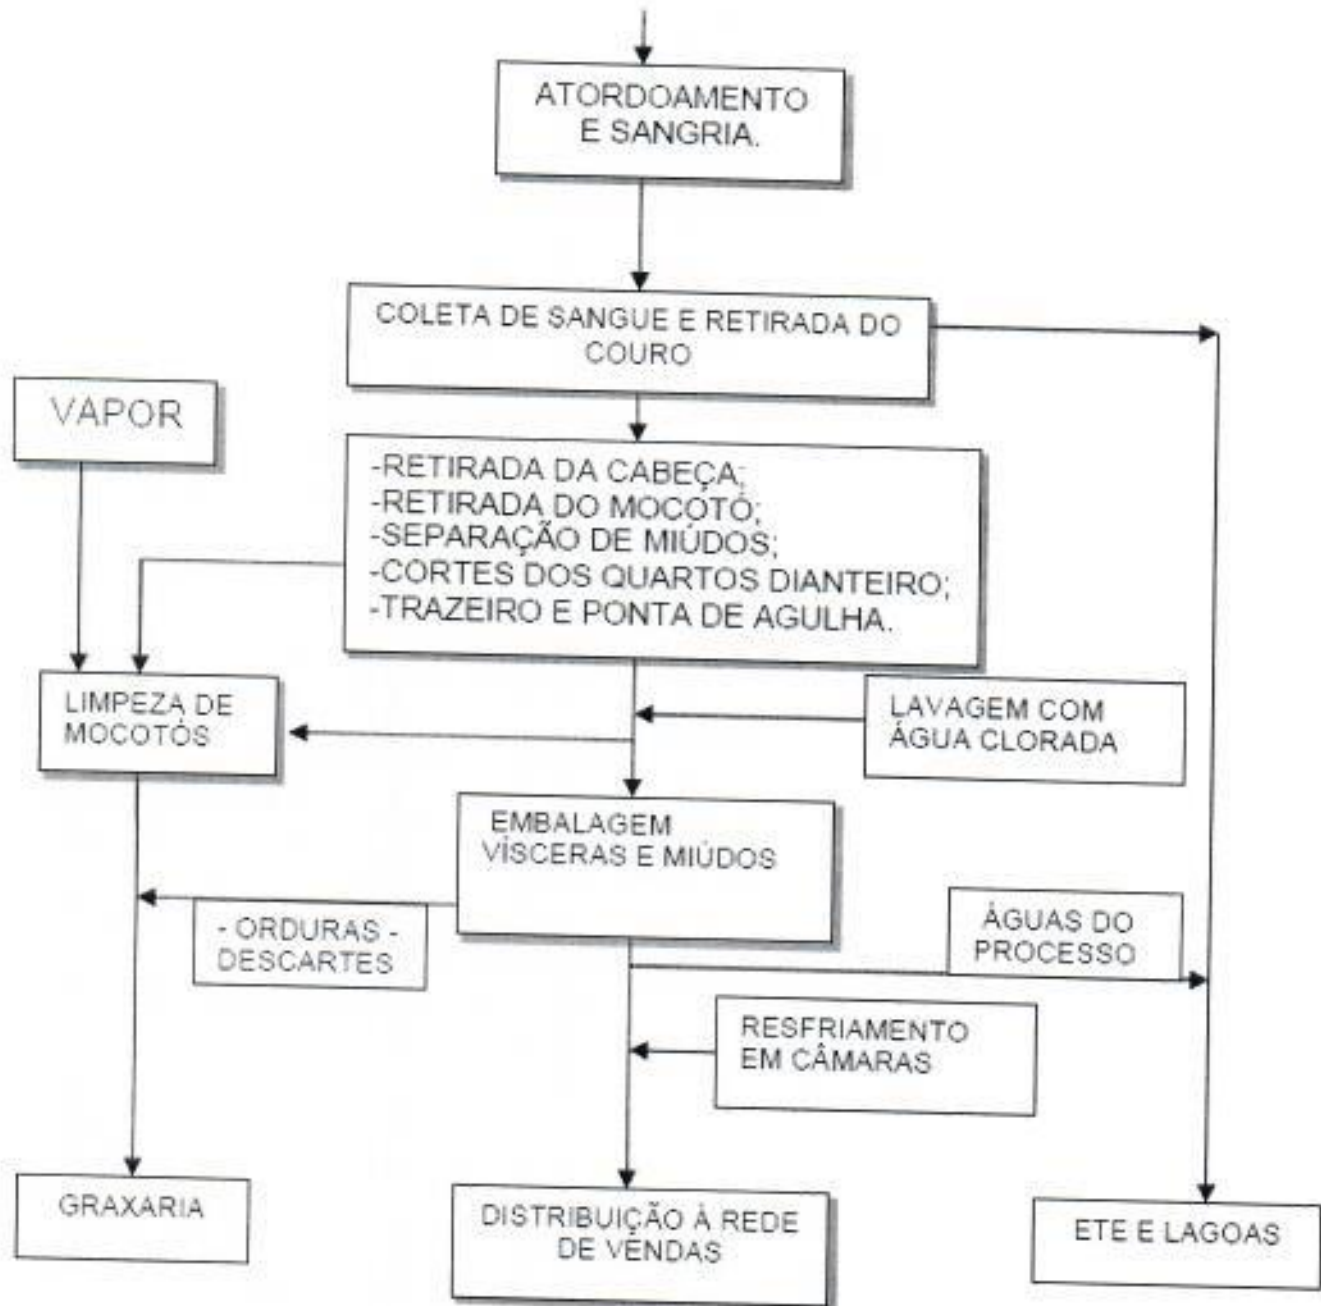 ATORDOAMENTO
E SANGRIA.
COLETA DE SANGUE E RETIRADA DO
COURO
VAPOR
-RETIRADA DA CABEÇA;
-RETIRADA DO MOCOTÓ;
-SEPARAÇÃO DE MIÚDOS;
-CORTES DOS QUARTOS DIANTEIRO;
-TRAZEIRO E PONTA DE AGULHA.
LIMPEZA DE
MOCOTÓS
LAVAGEM COM
ÁGUA CLORADA
EMBALAGEM
VÍSCERAS E MIÚDOS
- ORDURAS -
DESCARTES
ÁGUAS DO
PROCESSO
RESFRIAMENTO
EM CÂMARAS
GRAXARIA
DISTRIBUIÇÃO À REDE
DE VENDAS
ETE E LAGOAS